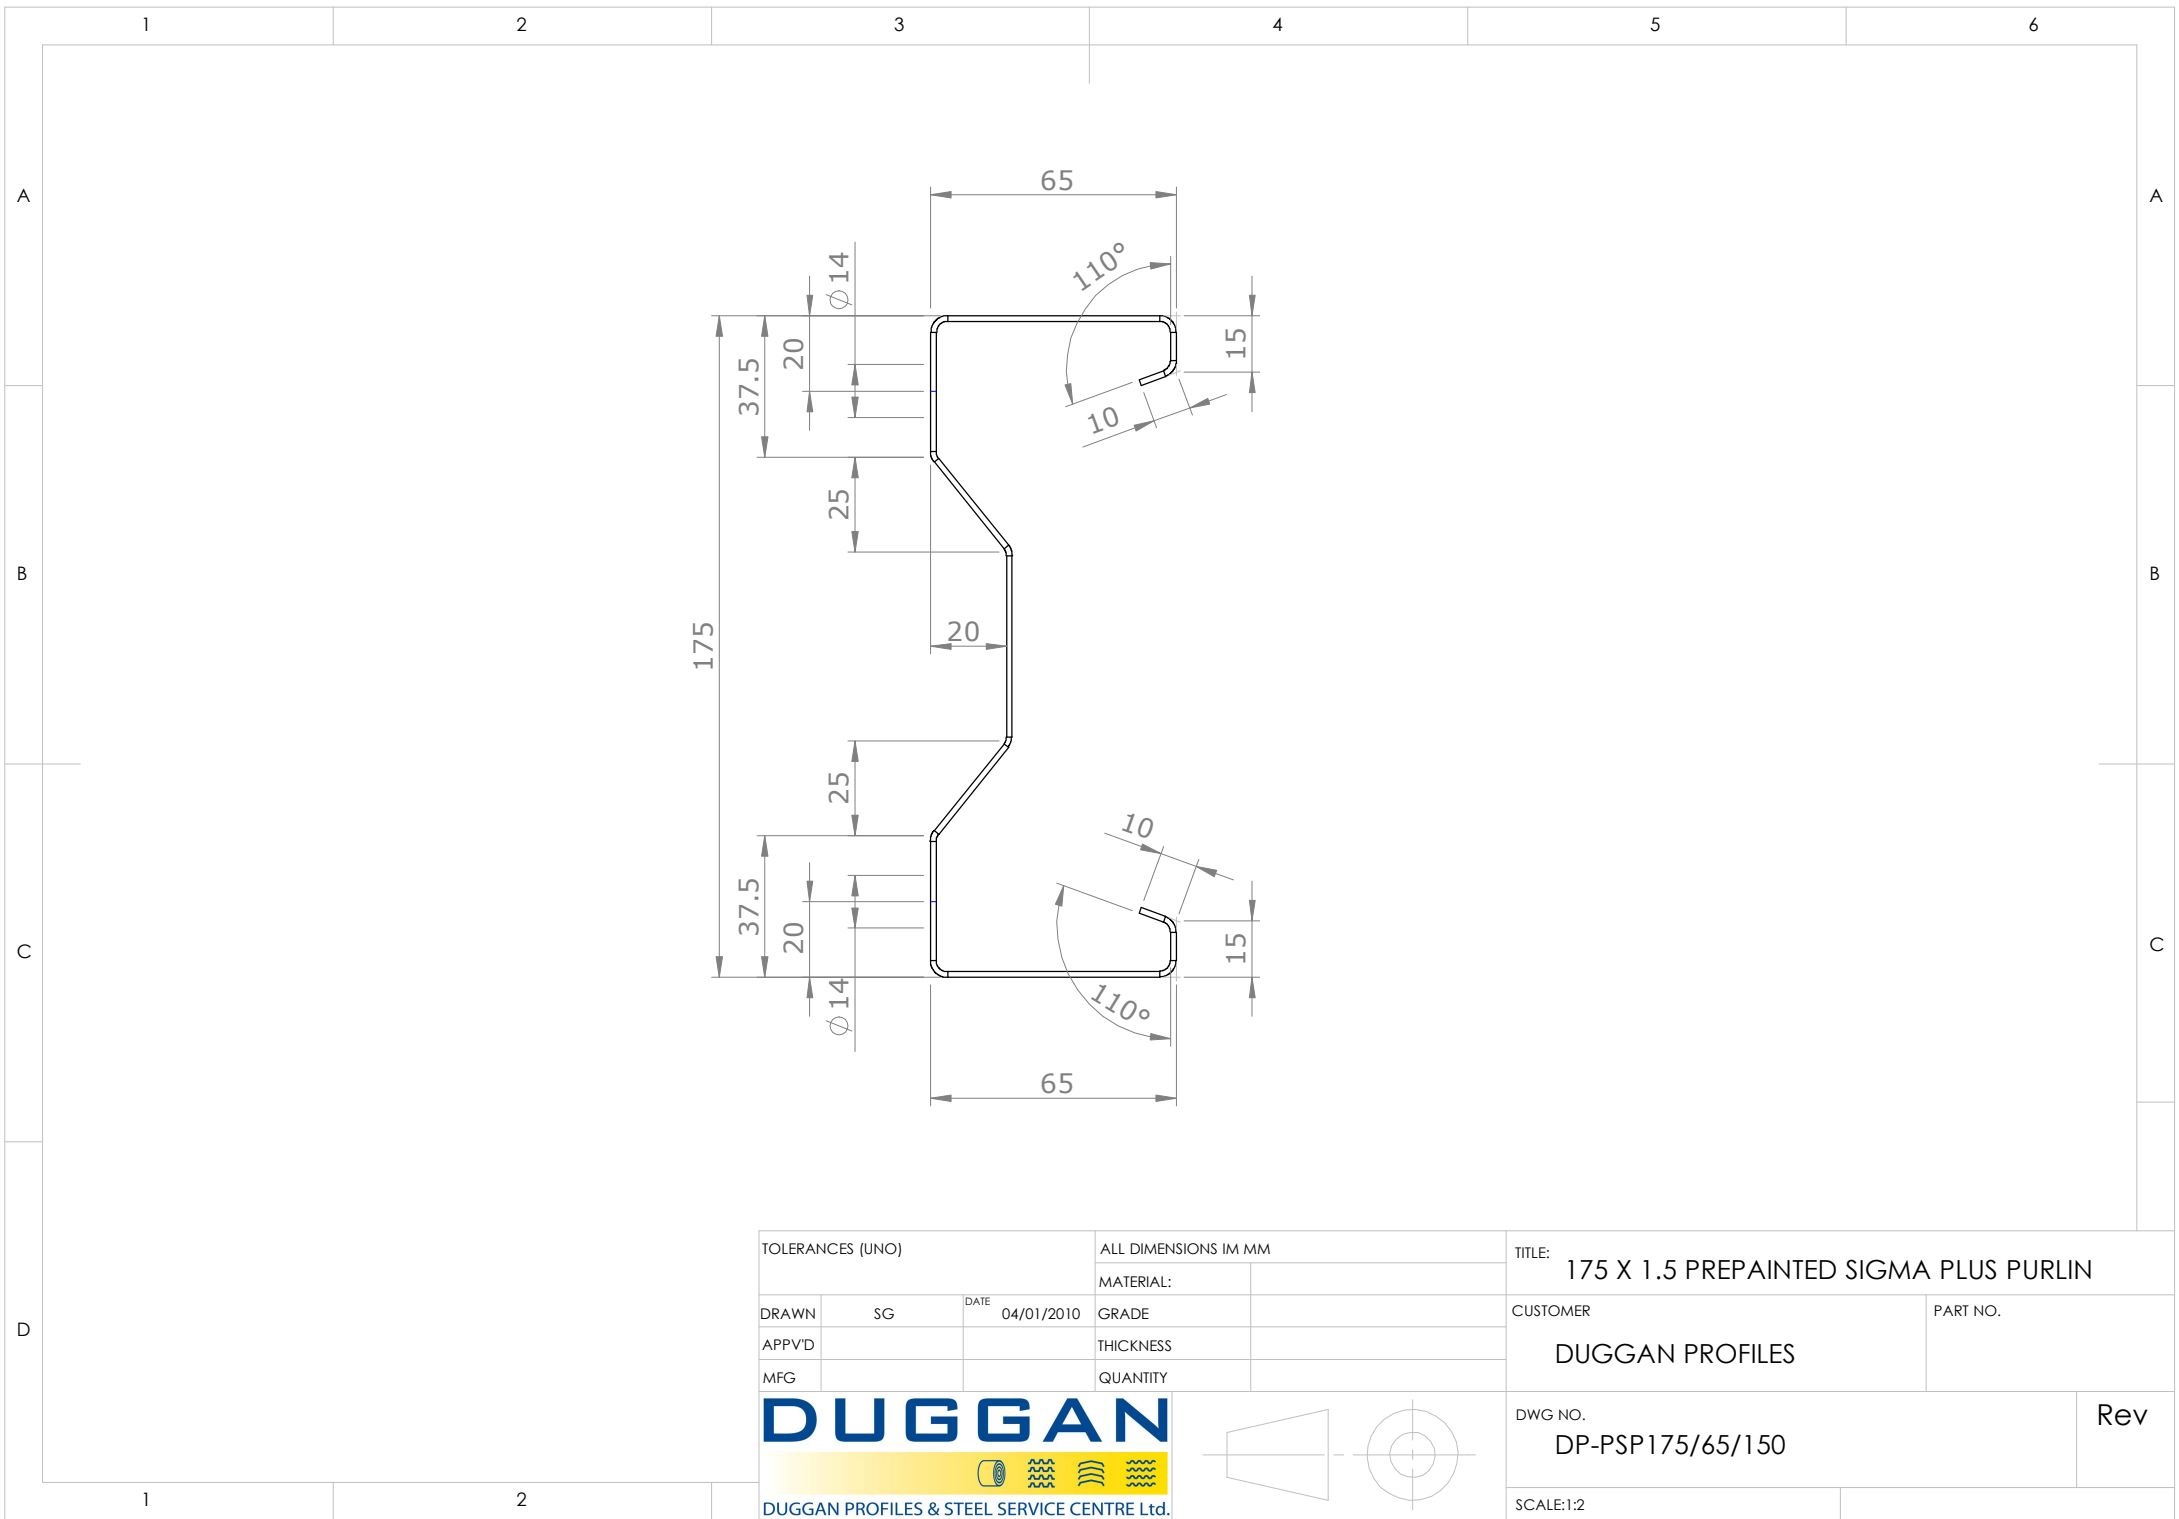 1 2 3 4 5 6
A A
65
110°
Ø14
20
37.5
15
10
25
B B
175
20
25
10
37.5
20
15
C C
Ø14
110°
65
D
TOLERANCES (UNO)
ALL DIMENSIONS IM MM
TITLE: 175 X 1.5 PREPAINTED SIGMA PLUS PURLIN
MATERIAL:
DRAWN SG DATE 04/01/2010 GRADE
CUSTOMER
PART NO.
APPV'D THICKNESS
DUGGAN PROFILES
MFG QUANTITY
DUGGAN
DUGGAN PROFILES & STEEL SERVICE CENTRE Ltd.
DWG NO.
DP-PSP175/65/150
Rev
SCALE:1:2
1 2